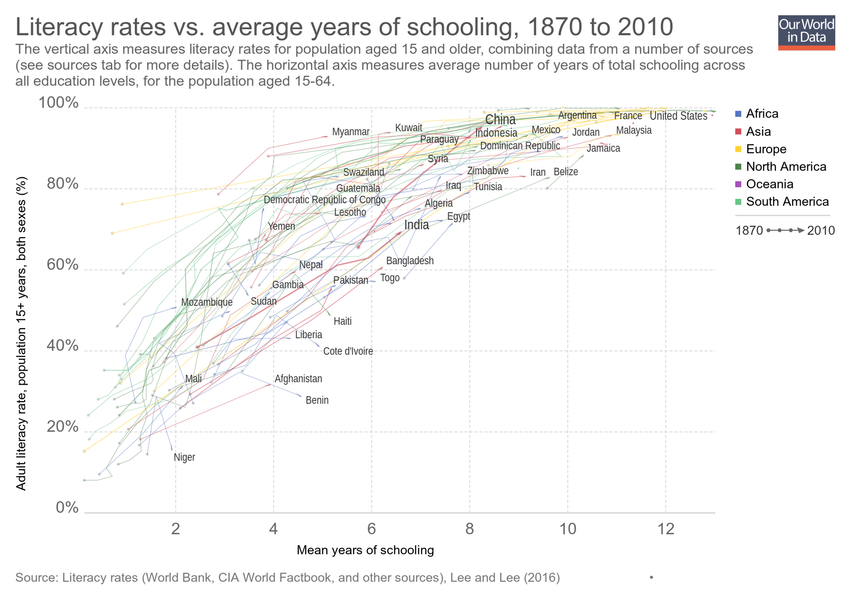 Literacy rates vs. average years of schooling, 1870 to 2010
Our World
in Data
The vertical axis measures literacy rates for population aged 15 and older, combining data from a number of sources
(see sources tab for more details). The horizontal axis measures average number of years of total schooling across
all education levels, for the population aged 15-64.
100%
80%
60%
40%
20%
0%
Adult literacy rate, population 15+ years, both sexes (%)
China
Argentina
France
United States
Myanmar
Kuwait
Paraguay
Indonesia
Mexico
Jordan
Malaysia
Dominican Republic
Jamaica
Syria
Swaziland
Zimbabwe
Iran
Belize
Guatemala
Iraq
Tunisia
Democratic Republic of Congo
Algeria
Lesotho
Egypt
Yemen
India
Nepal
Bangladesh
Gambia
Pakistan
Togo
Mozambique
Sudan
Haiti
Liberia
Cote d'Ivoire
Mali
Afghanistan
Benin
Niger
2
4
6
8
10
12
Mean years of schooling
Africa
Asia
Europe
North America
Oceania
South America
1870
2010
Source: Literacy rates (World Bank, CIA World Factbook, and other sources), Lee and Lee (2016)